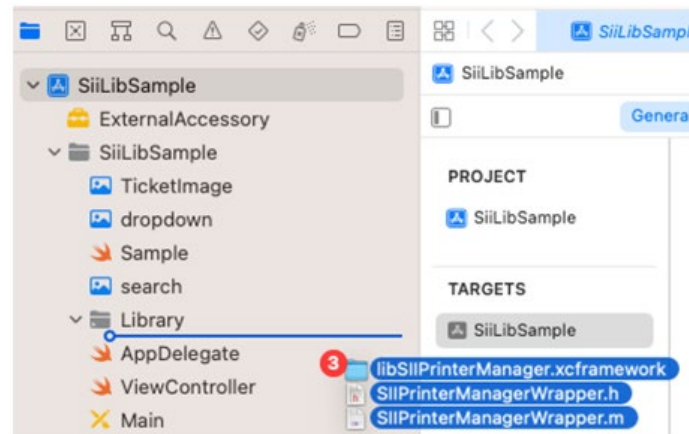 SiiLibSample
ExternalAccessory
SiiLibSample
TicketImage
dropdown
Sample
search
Library
AppDelegate
ViewController
Main
SiiLibSampl
SiiLibSample
Genera
PROJECT
SiiLibSample
TARGETS
SiiLibSample
3
libSIIPrinterManager.xcframework
SIIPrinterManagerWrapper.h
SIIPrinterManagerWrapper.m